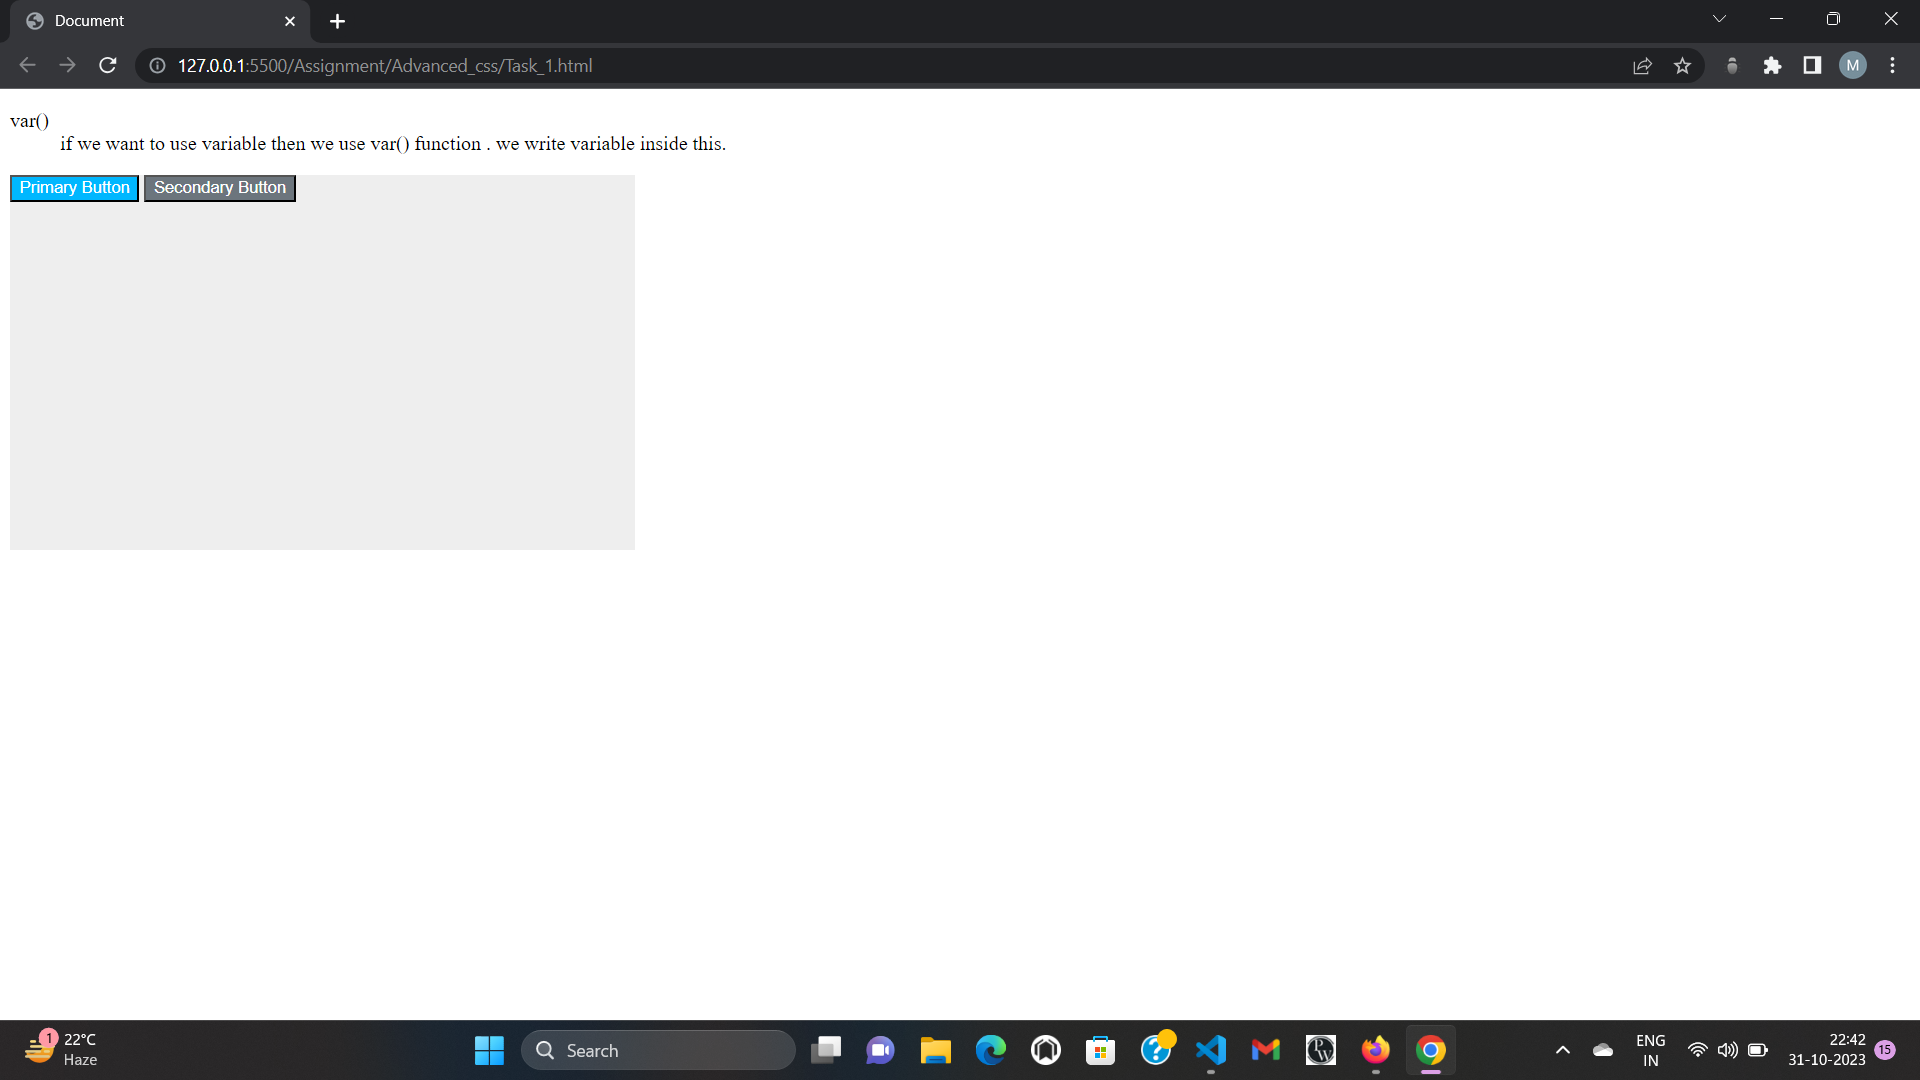 Document
127.0.0.1:5500/Assignment/Advanced_css/Task_1.html
M
var()
if we want to use variable then we use var() function . we write variable inside this.
Primary Button Secondary Button
1
22°C
Haze
Search
PW
ENG
IN
22:42
31-10-2023
15